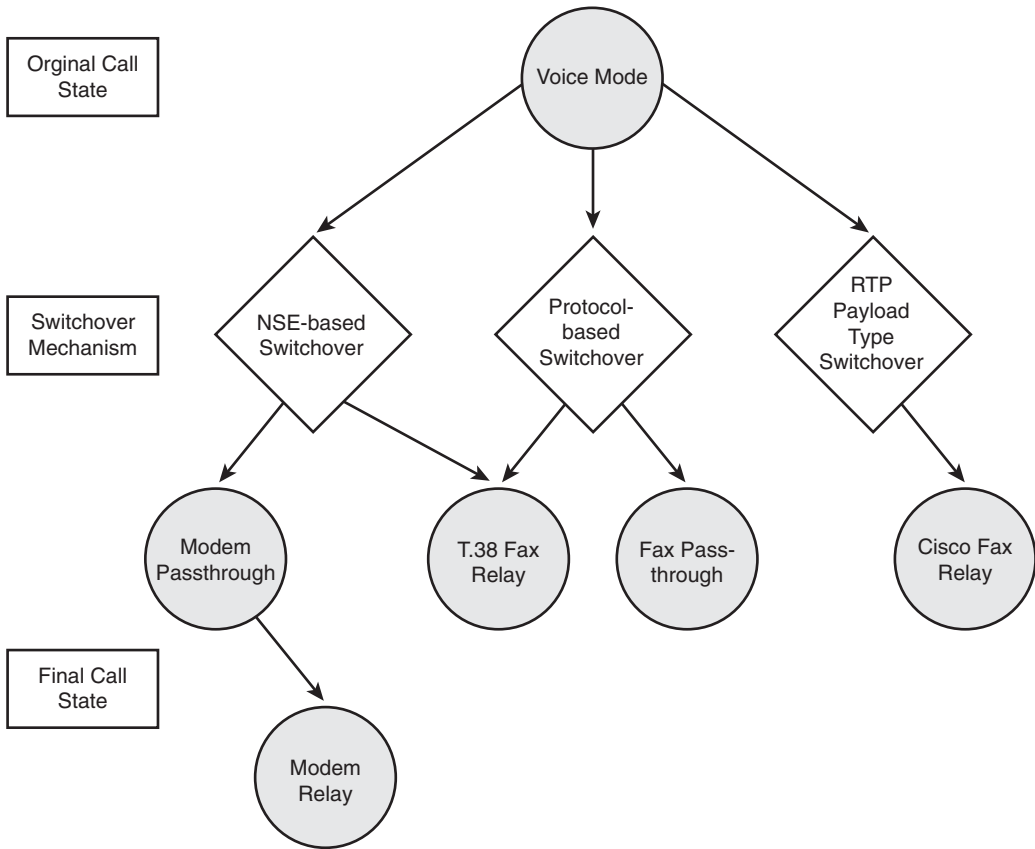 Orginal Call
State
Voice Mode
Switchover
Mechanism
NSE-based
Switchover
Protocol-
based
Switchover
RTP
Payload
Type
Switchover
Modem
Passthrough
T.38 Fax
Relay
Fax Pass-
through
Cisco Fax
Relay
Final Call
State
Modem
Relay